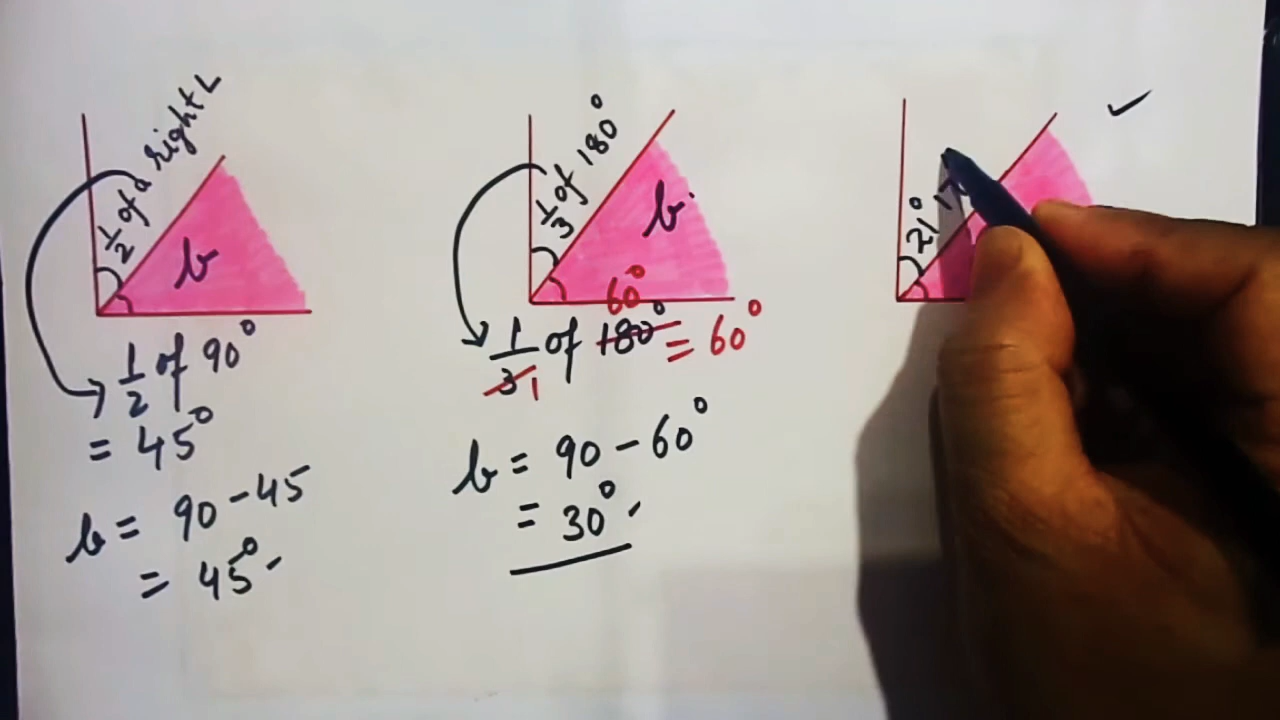 1/2 of a right L
b
1/2 of 90°
= 45°
b = 90 - 45
= 45°
1/3 of 180°
b
60°
1/3 of 180° = 60°
1
b = 90 - 60°
= 30°
21°